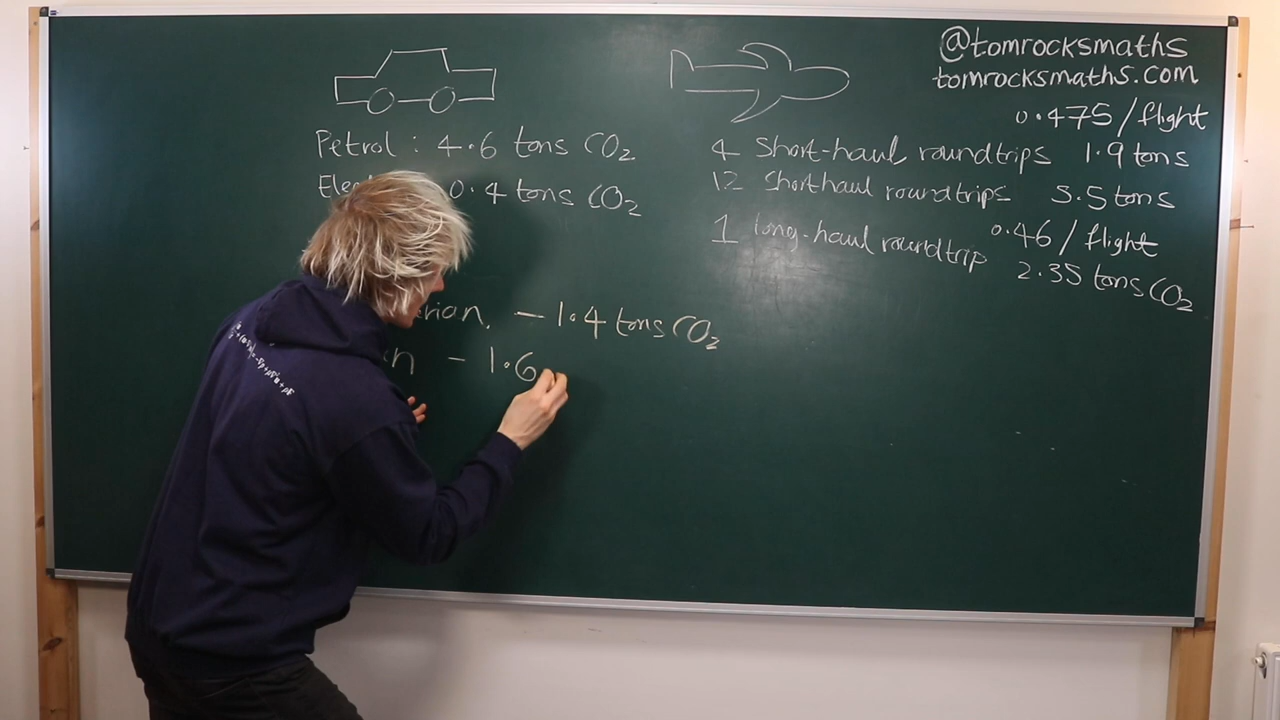 @tomrocksmaths
tomrocksmaths.com
Petrol : 4.6 tons CO₂
0.4 tons CO₂
0.475 / flight
4 Short-haul roundtrips 1.9 tons
12 Shorthaul roundtrips 5.5 tons
0.46 / flight
1 long-haul roundtrip 2.35 tons CO₂
- 1.4 tons CO₂
- 1.6